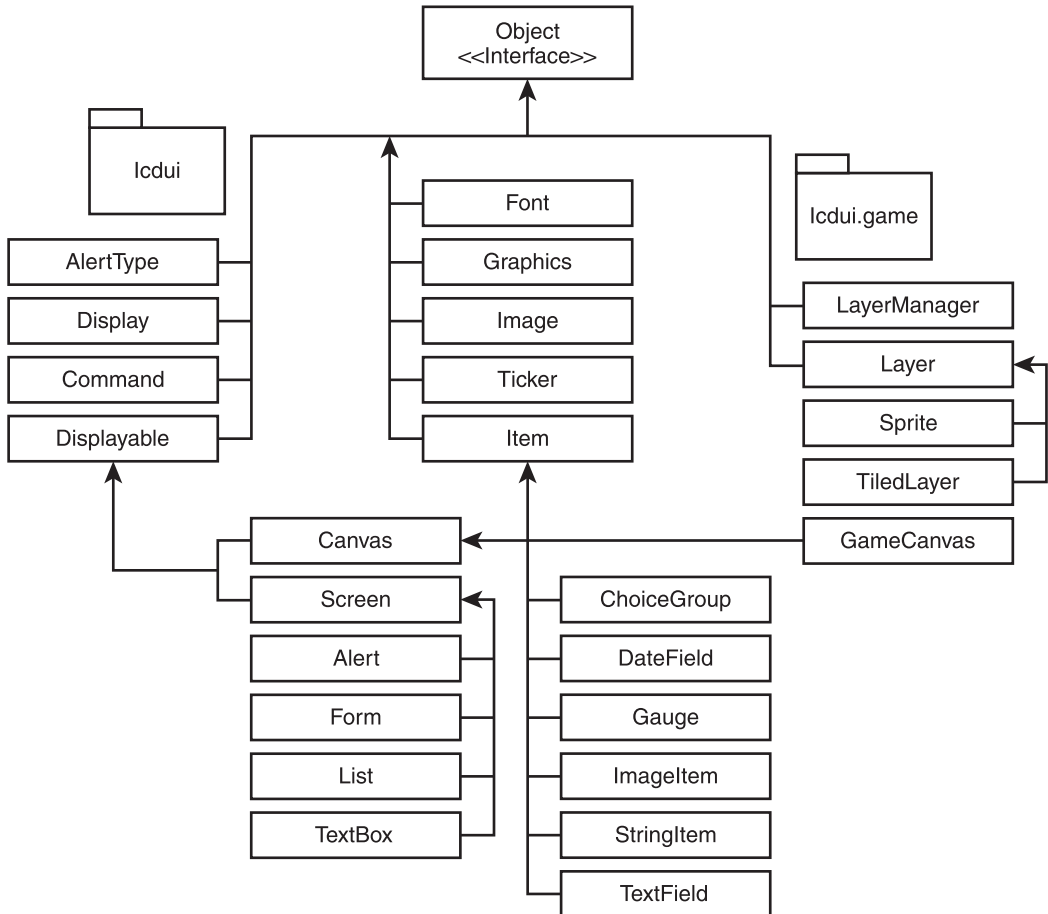 Object
<<Interface>>
lcdui
lcdui.game
Font
Graphics
Image
Ticker
Item
AlertType
Display
Command
Displayable
LayerManager
Layer
Sprite
TiledLayer
GameCanvas
Canvas
Screen
Alert
Form
List
TextBox
ChoiceGroup
DateField
Gauge
ImageItem
StringItem
TextField